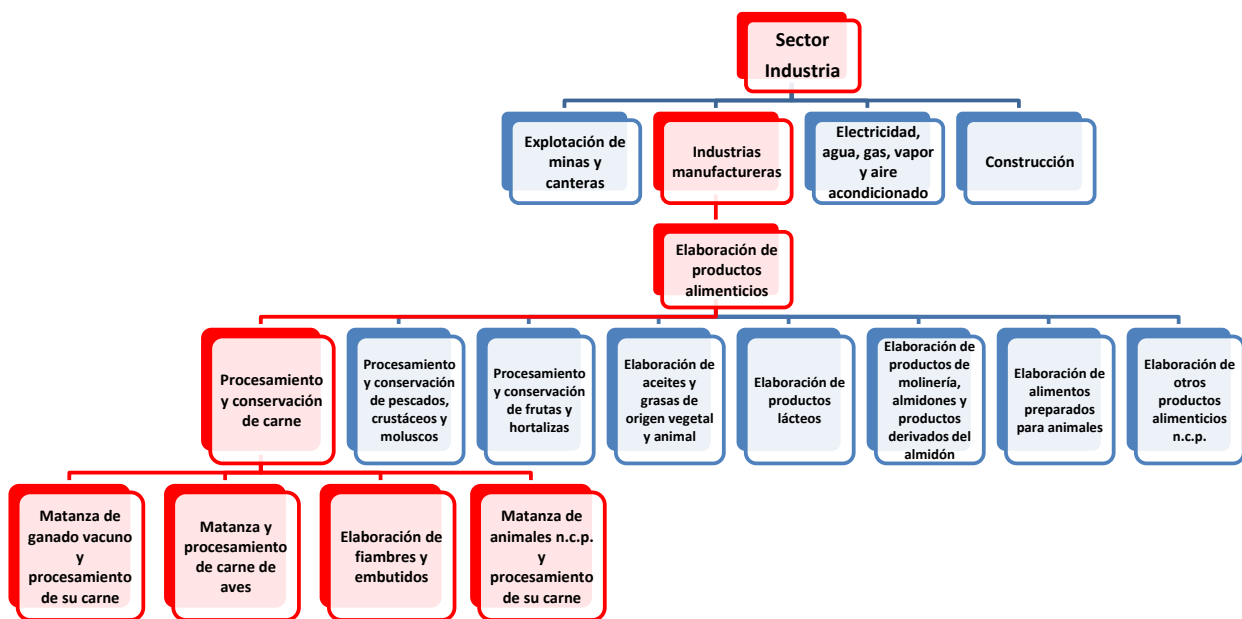 Sector
Industria
Explotación de
minas y
canteras
Industrias
manufactureras
Electricidad,
agua, gas, vapor
y aire
acondicionado
Construcción
Elaboración de
productos
alimenticios
Procesamiento
y conservación
de carne
Procesamiento
y conservación
de pescados,
crustáceos y
moluscos
Procesamiento
y conservación
de frutas y
hortalizas
Elaboración de
aceites y
grasas de
origen vegetal
y animal
Elaboración de
productos
lácteos
Elaboración de
productos de
molinería,
almidones y
productos
derivados del
almidón
Elaboración de
alimentos
preparados
para animales
Elaboración de
otros
productos
alimenticios
n.c.p.
Matanza de
ganado vacuno
y
procesamiento
de su carne
Matanza y
procesamiento
de carne de
aves
Elaboración de
fiambres y
embutidos
Matanza de
animales n.c.p.
y
procesamiento
de su carne